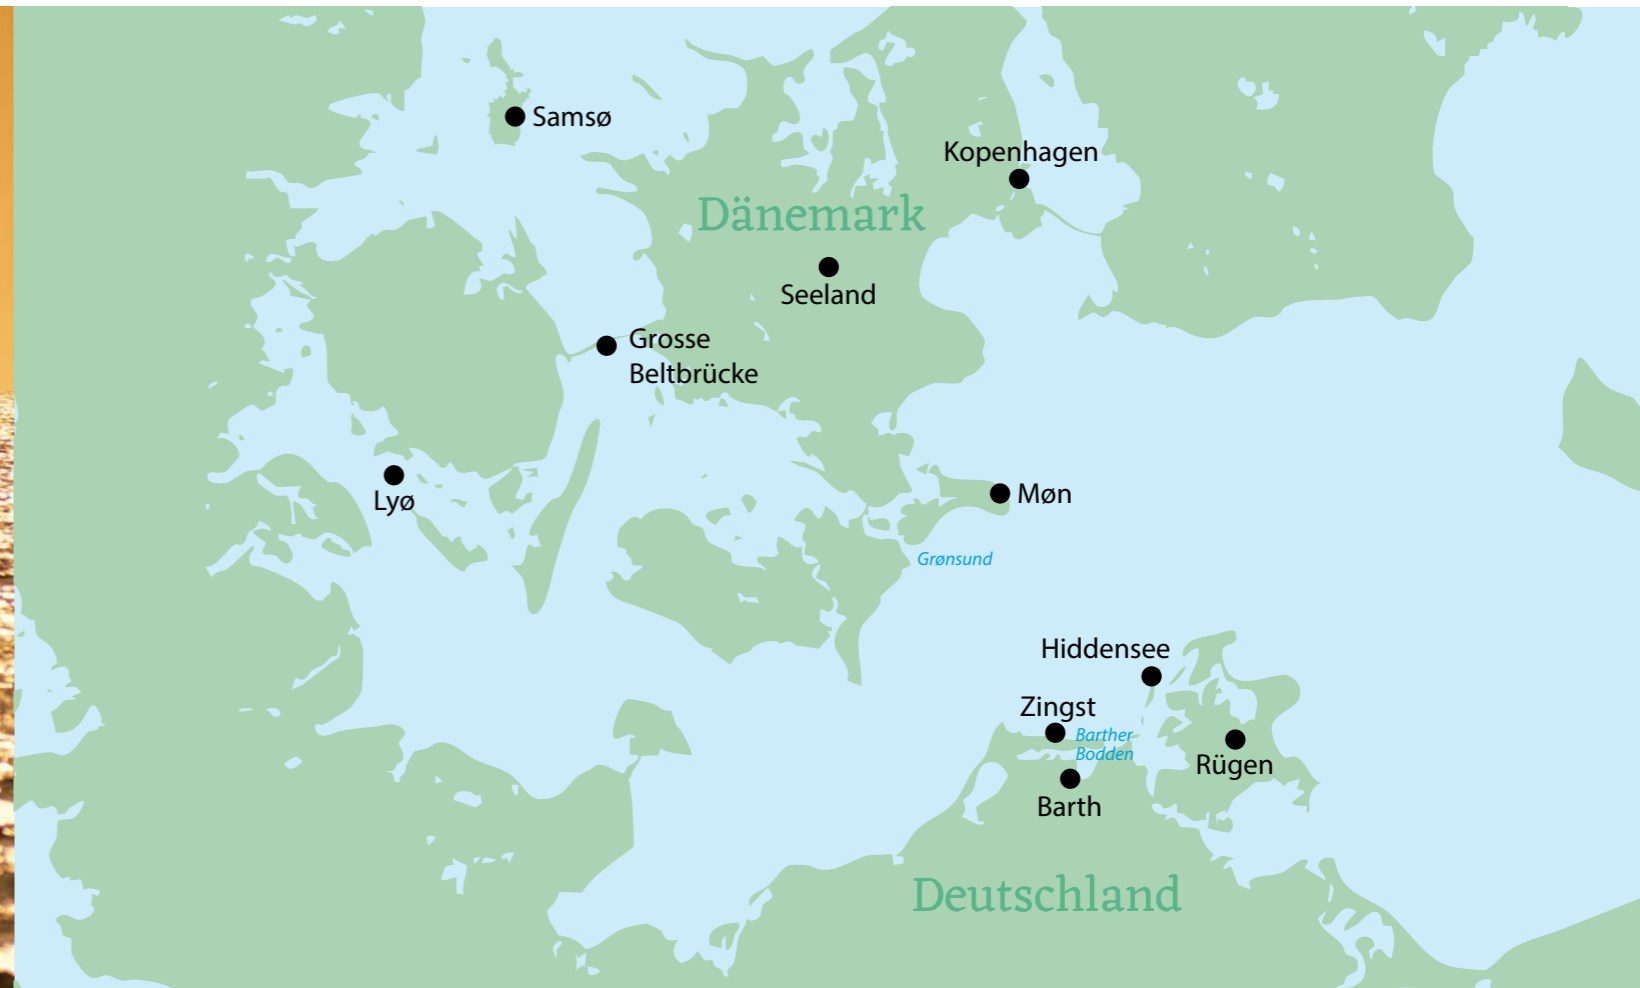 Samsø
Kopenhagen
Dänemark
Seeland
Grosse
Beltbrücke
Lyø
Møn
Grønsund
Hiddensee
Zingst
Barther
Bodden
Rügen
Barth
Deutschland